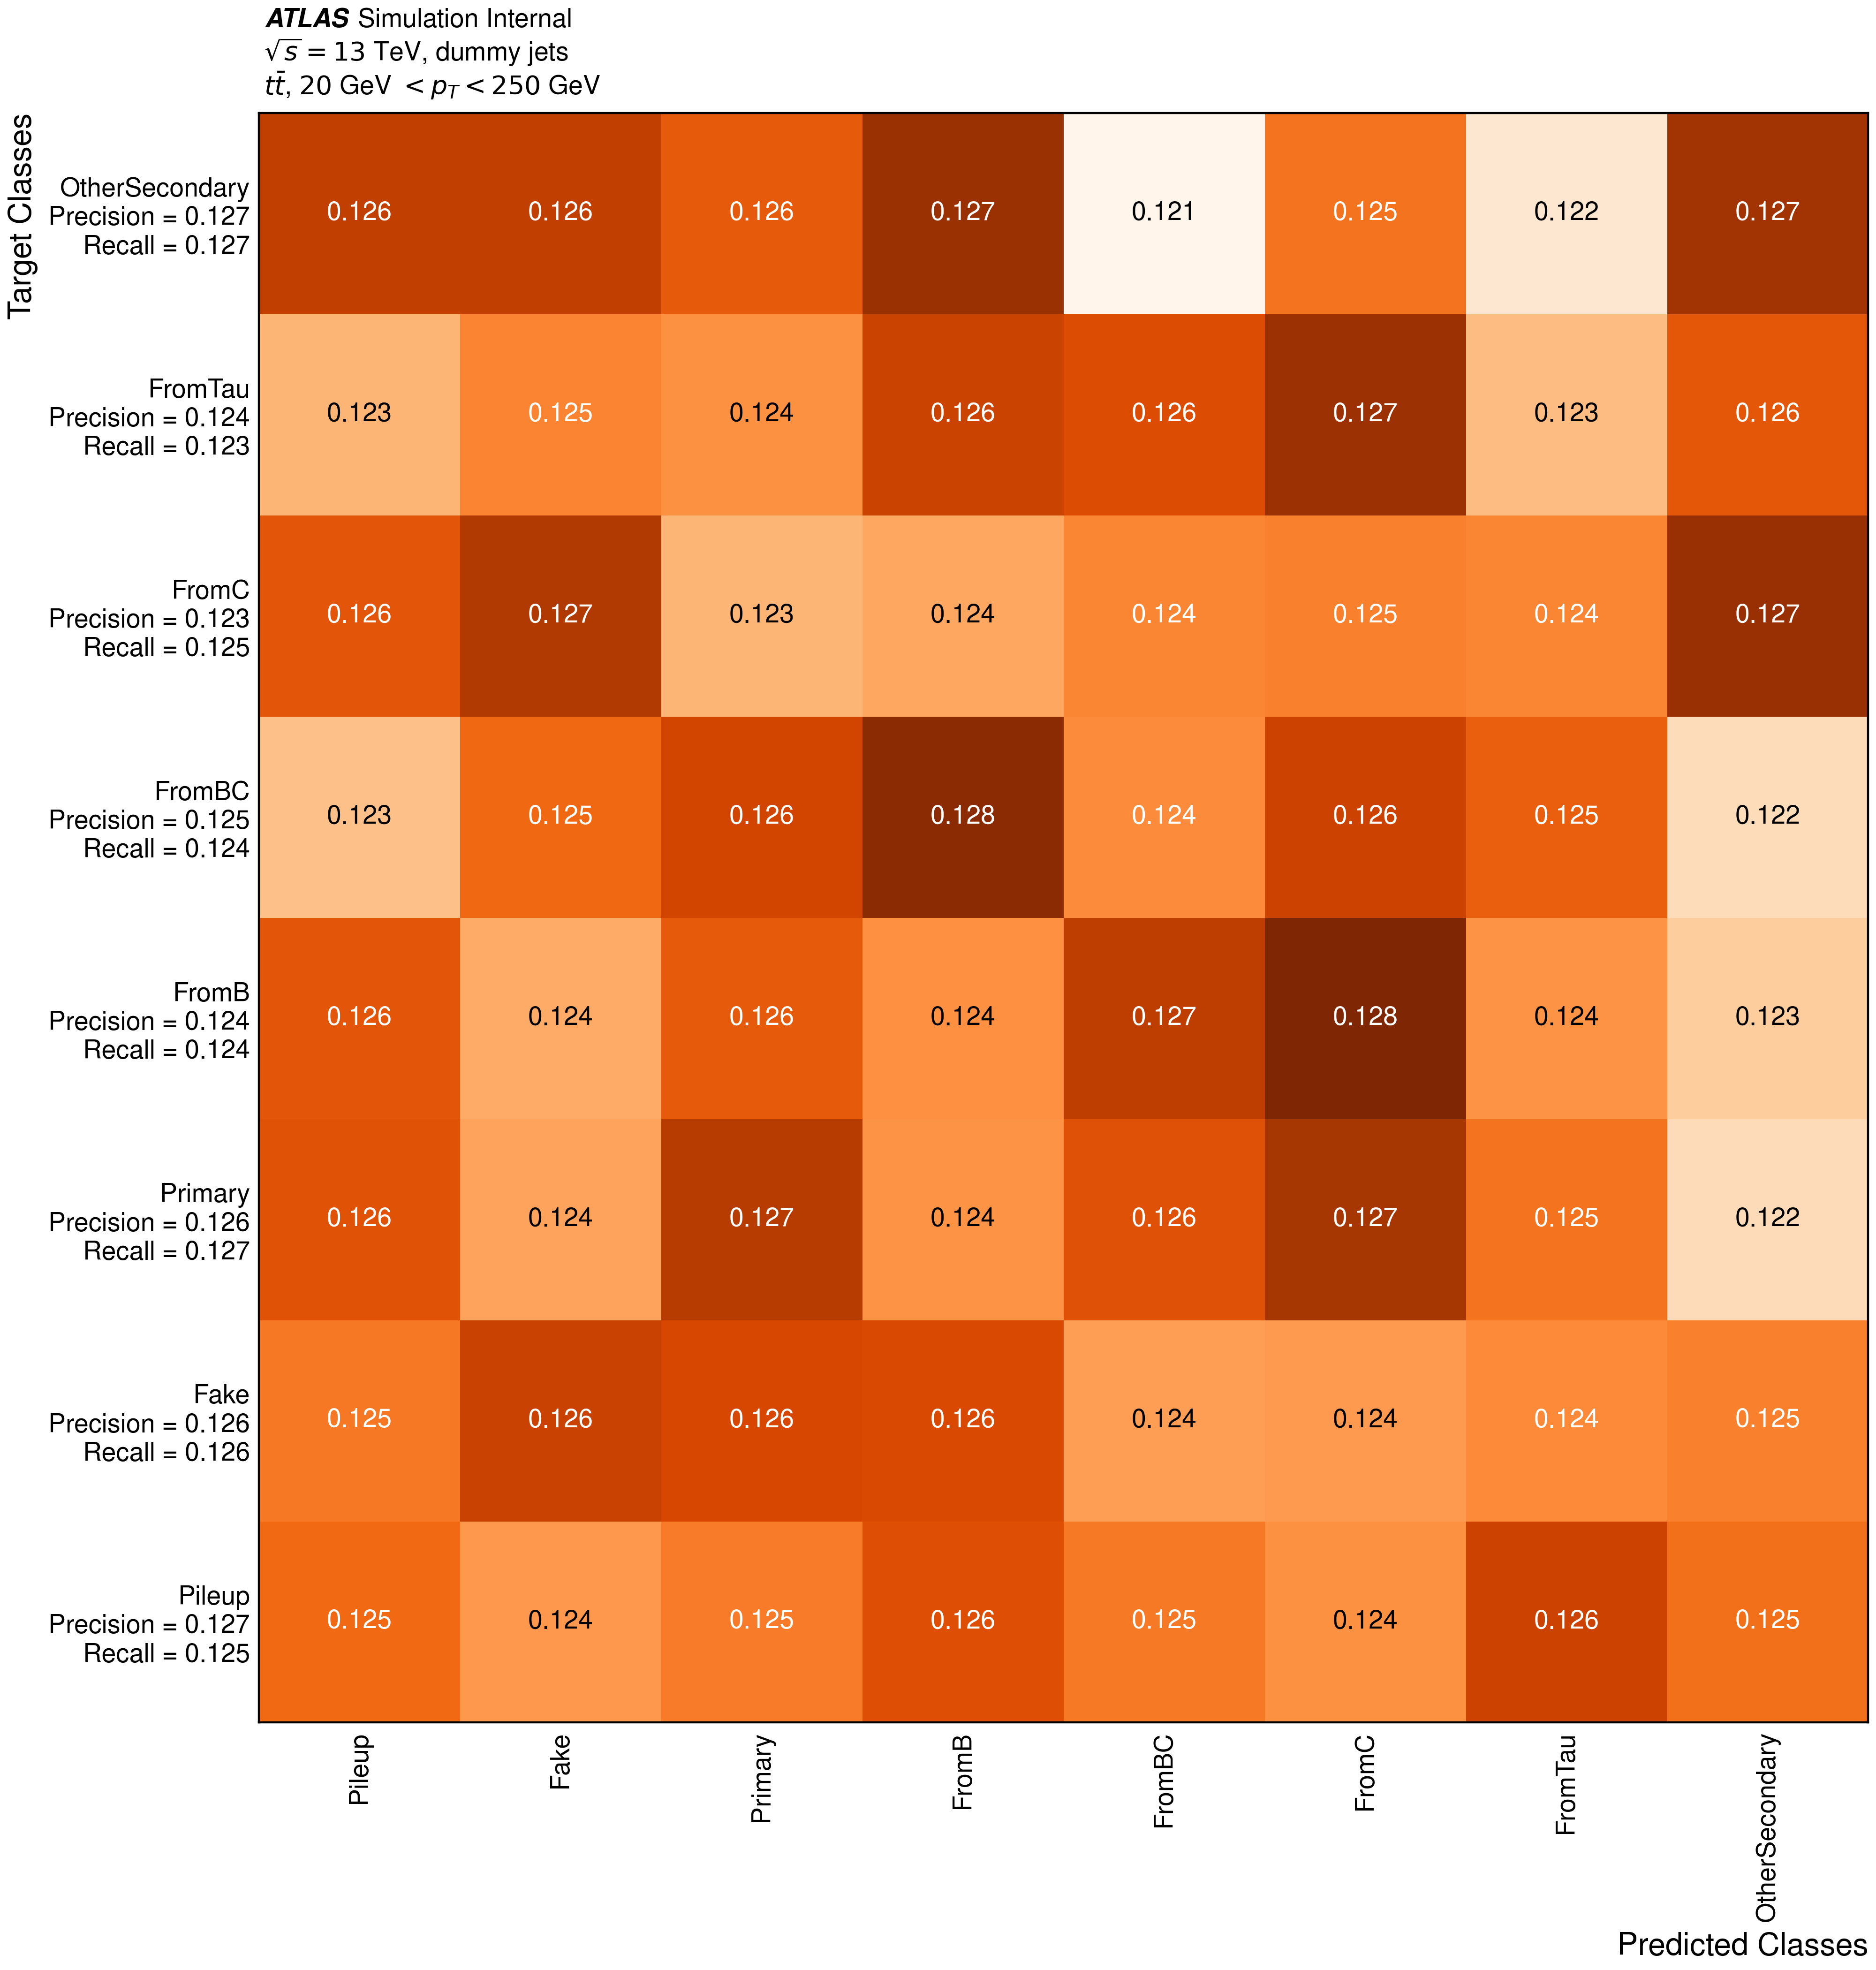 ATLAS Simulation Internal
√s = 13 TeV, dummy jets
tt̄, 20 GeV < p_T < 250 GeV
Target Classes
OtherSecondary
Precision = 0.127
Recall = 0.127
0.126 0.126 0.126 0.127 0.121 0.125 0.122 0.127
FromTau
Precision = 0.124
Recall = 0.123
0.123 0.125 0.124 0.126 0.126 0.127 0.123 0.126
FromC
Precision = 0.123
Recall = 0.125
0.126 0.127 0.123 0.124 0.124 0.125 0.124 0.127
FromBC
Precision = 0.125
Recall = 0.124
0.123 0.125 0.126 0.128 0.124 0.126 0.125 0.122
FromB
Precision = 0.124
Recall = 0.124
0.126 0.124 0.126 0.124 0.127 0.128 0.124 0.123
Primary
Precision = 0.126
Recall = 0.127
0.126 0.124 0.127 0.124 0.126 0.127 0.125 0.122
Fake
Precision = 0.126
Recall = 0.126
0.125 0.126 0.126 0.126 0.124 0.124 0.124 0.125
Pileup
Precision = 0.127
Recall = 0.125
0.125 0.124 0.125 0.126 0.125 0.124 0.126 0.125
Pileup
Fake
Primary
FromB
FromBC
FromC
FromTau
OtherSecondary
Predicted Classes